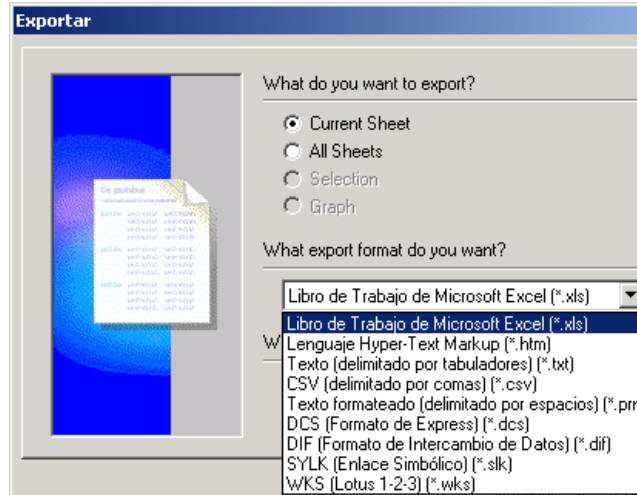 Exportar
What do you want to export?
Current Sheet
All Sheets
Selection
Graph
What export format do you want?
Libro de Trabajo de Microsoft Excel (*.xls)
Libro de Trabajo de Microsoft Excel (*.xls)
Lenguaje Hyper-Text Markup (*.htm)
Texto (delimitado por tabuladores) (*.txt)
CSV (delimitado por comas) (*.csv)
Texto formateado (delimitado por espacios) (*.prn
DCS (Formato de Express) (*.dcs)
DIF (Formato de Intercambio de Datos) (*.dif)
SYLK (Enlace Simbólico) (*.slk)
WKS (Lotus 1-2-3) (*.wks)